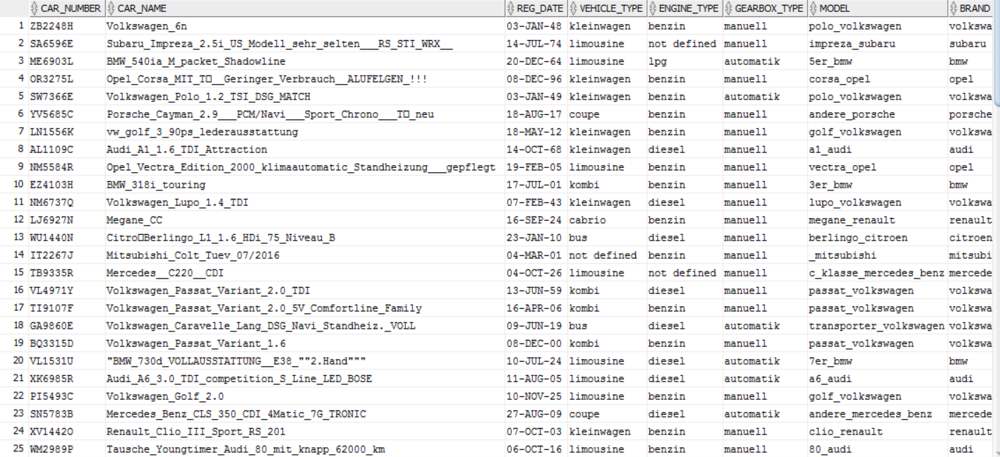 CAR_NUMBER CAR_NAME REG_DATE VEHICLE_TYPE ENGINE_TYPE GEARBOX_TYPE MODEL BRAND
1 ZB2248H Volkswagen_6n 03-JAN-48 kleinwagen benzin manuell polo_volkswagen volkswa
2 SA6596E Subaru_Impreza_2.5i_US_Modell_sehr_selten___RS_STI_WRX__ 14-JUL-74 limousine not defined manuell impreza_subaru subaru
3 ME6903L BMW_540ia_M_packet_Shadowline 20-DEC-64 limousine lpg automatik 5er_bmw bmw
4 OR3275L Opel_Corsa_MIT_T□__Geringer_Verbrauch__ALUFELGEN_!!! 08-DEC-96 kleinwagen benzin manuell corsa_opel opel
5 SW7366E Volkswagen_Polo_1.2_TSI_DSG_MATCH 03-JAN-49 kleinwagen benzin automatik polo_volkswagen volkswa
6 YV5685C Porsche_Cayman_2.9___PCM/Navi___Sport_Chrono___T□_neu 18-AUG-17 coupe benzin manuell andere_porsche porsche
7 LN1556K vw_golf_3_90ps_lederausstattung 18-MAY-12 kleinwagen benzin manuell golf_volkswagen volkswa
8 AL1109C Audi_A1_1.6_TDI_Attraction 14-OCT-68 kleinwagen diesel manuell a1_audi audi
9 NM5584R Opel_Vectra_Edition_2000_klimaautomatic_Standheizung___gepflegt 19-FEB-05 limousine benzin manuell vectra_opel opel
10 EZ4103H BMW_318i_touring 17-JUL-01 kombi benzin manuell 3er_bmw bmw
11 NM6737Q Volkswagen_Lupo_1.4_TDI 07-FEB-43 kleinwagen diesel manuell lupo_volkswagen volkswa
12 LJ6927N Megane_CC 16-SEP-24 cabrio benzin manuell megane_renault renault
13 WU1440N Citro□Berlingo_L1_1.6_HDi_75_Niveau_B 23-JAN-10 bus diesel manuell berlingo_citroen citroen
14 IT2267J Mitsubishi_Colt_Tuev_07/2016 04-MAR-01 not defined benzin manuell _mitsubishi mitsubi
15 TB9335R Mercedes__C220__CDI 04-OCT-26 limousine not defined manuell c_klasse_mercedes_benz mercede
16 VL4971Y Volkswagen_Passat_Variant_2.0_TDI 13-JUN-59 kombi diesel manuell passat_volkswagen volkswa
17 TI9107F Volkswagen_Passat_Variant_2.0_5V_Comfortline_Family 16-APR-06 kombi benzin manuell passat_volkswagen volkswa
18 GA9860E Volkswagen_Caravelle_Lang_DSG_Navi_Standheiz._VOLL 09-JUN-19 bus diesel automatik transporter_volkswagen volkswa
19 BQ3315D Volkswagen_Passat_Variant_1.6 08-DEC-00 kombi benzin manuell passat_volkswagen volkswa
20 VL1531U "BMW_730d_VOLLAUSSTATTUNG__E38_""2.Hand""" 10-JUL-24 limousine diesel automatik 7er_bmw bmw
21 XK6985R Audi_A6_3.0_TDI_competition_S_Line_LED_BOSE 11-AUG-05 limousine diesel automatik a6_audi audi
22 PI5493C Volkswagen_Golf_2.0 10-NOV-25 limousine benzin manuell golf_volkswagen volkswa
23 SN5783B Mercedes_Benz_CLS_350_CDI_4Matic_7G_TRONIC 27-AUG-09 coupe diesel automatik andere_mercedes_benz mercede
24 XV1442O Renault_Clio_III_Sport_RS_201 07-OCT-03 kleinwagen benzin manuell clio_renault renault
25 WM2989P Tausche_Youngtimer_Audi_80_mit_knapp_62000_km 06-OCT-16 limousine benzin manuell 80_audi audi